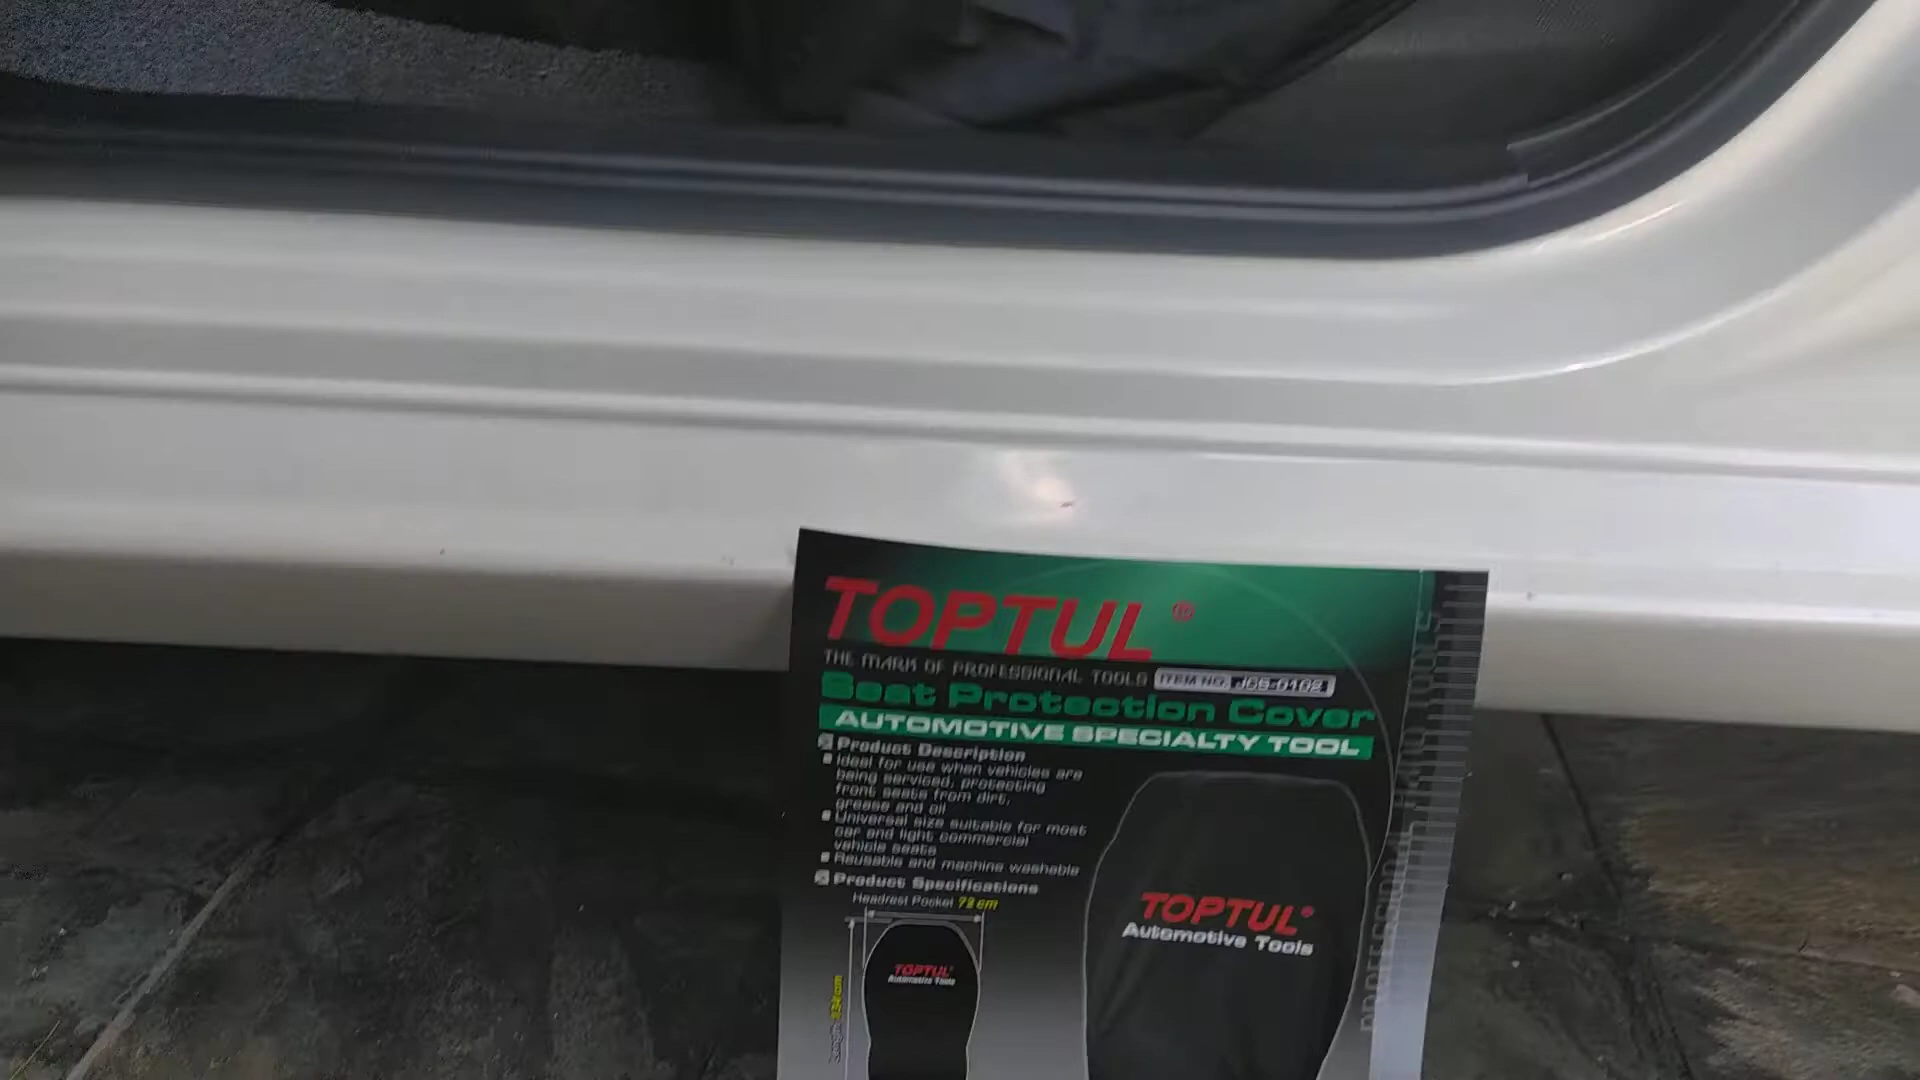 TOPTUL®
THE MARK OF PROFESSIONAL TOOLS
ITEM NO. JCB-0102
Seat Protection Cover
AUTOMOTIVE SPECIALTY TOOL
Product Description
Ideal for use when vehicles are
being serviced, protecting
front seats from dirt,
grease and oil
Universal size suitable for most
car and light commercial
vehicle seats
Reusable and machine washable
Product Specifications
Headrest Pocket
TOPTUL®
Automotive Tools
TOPTUL®
Automotive Tools